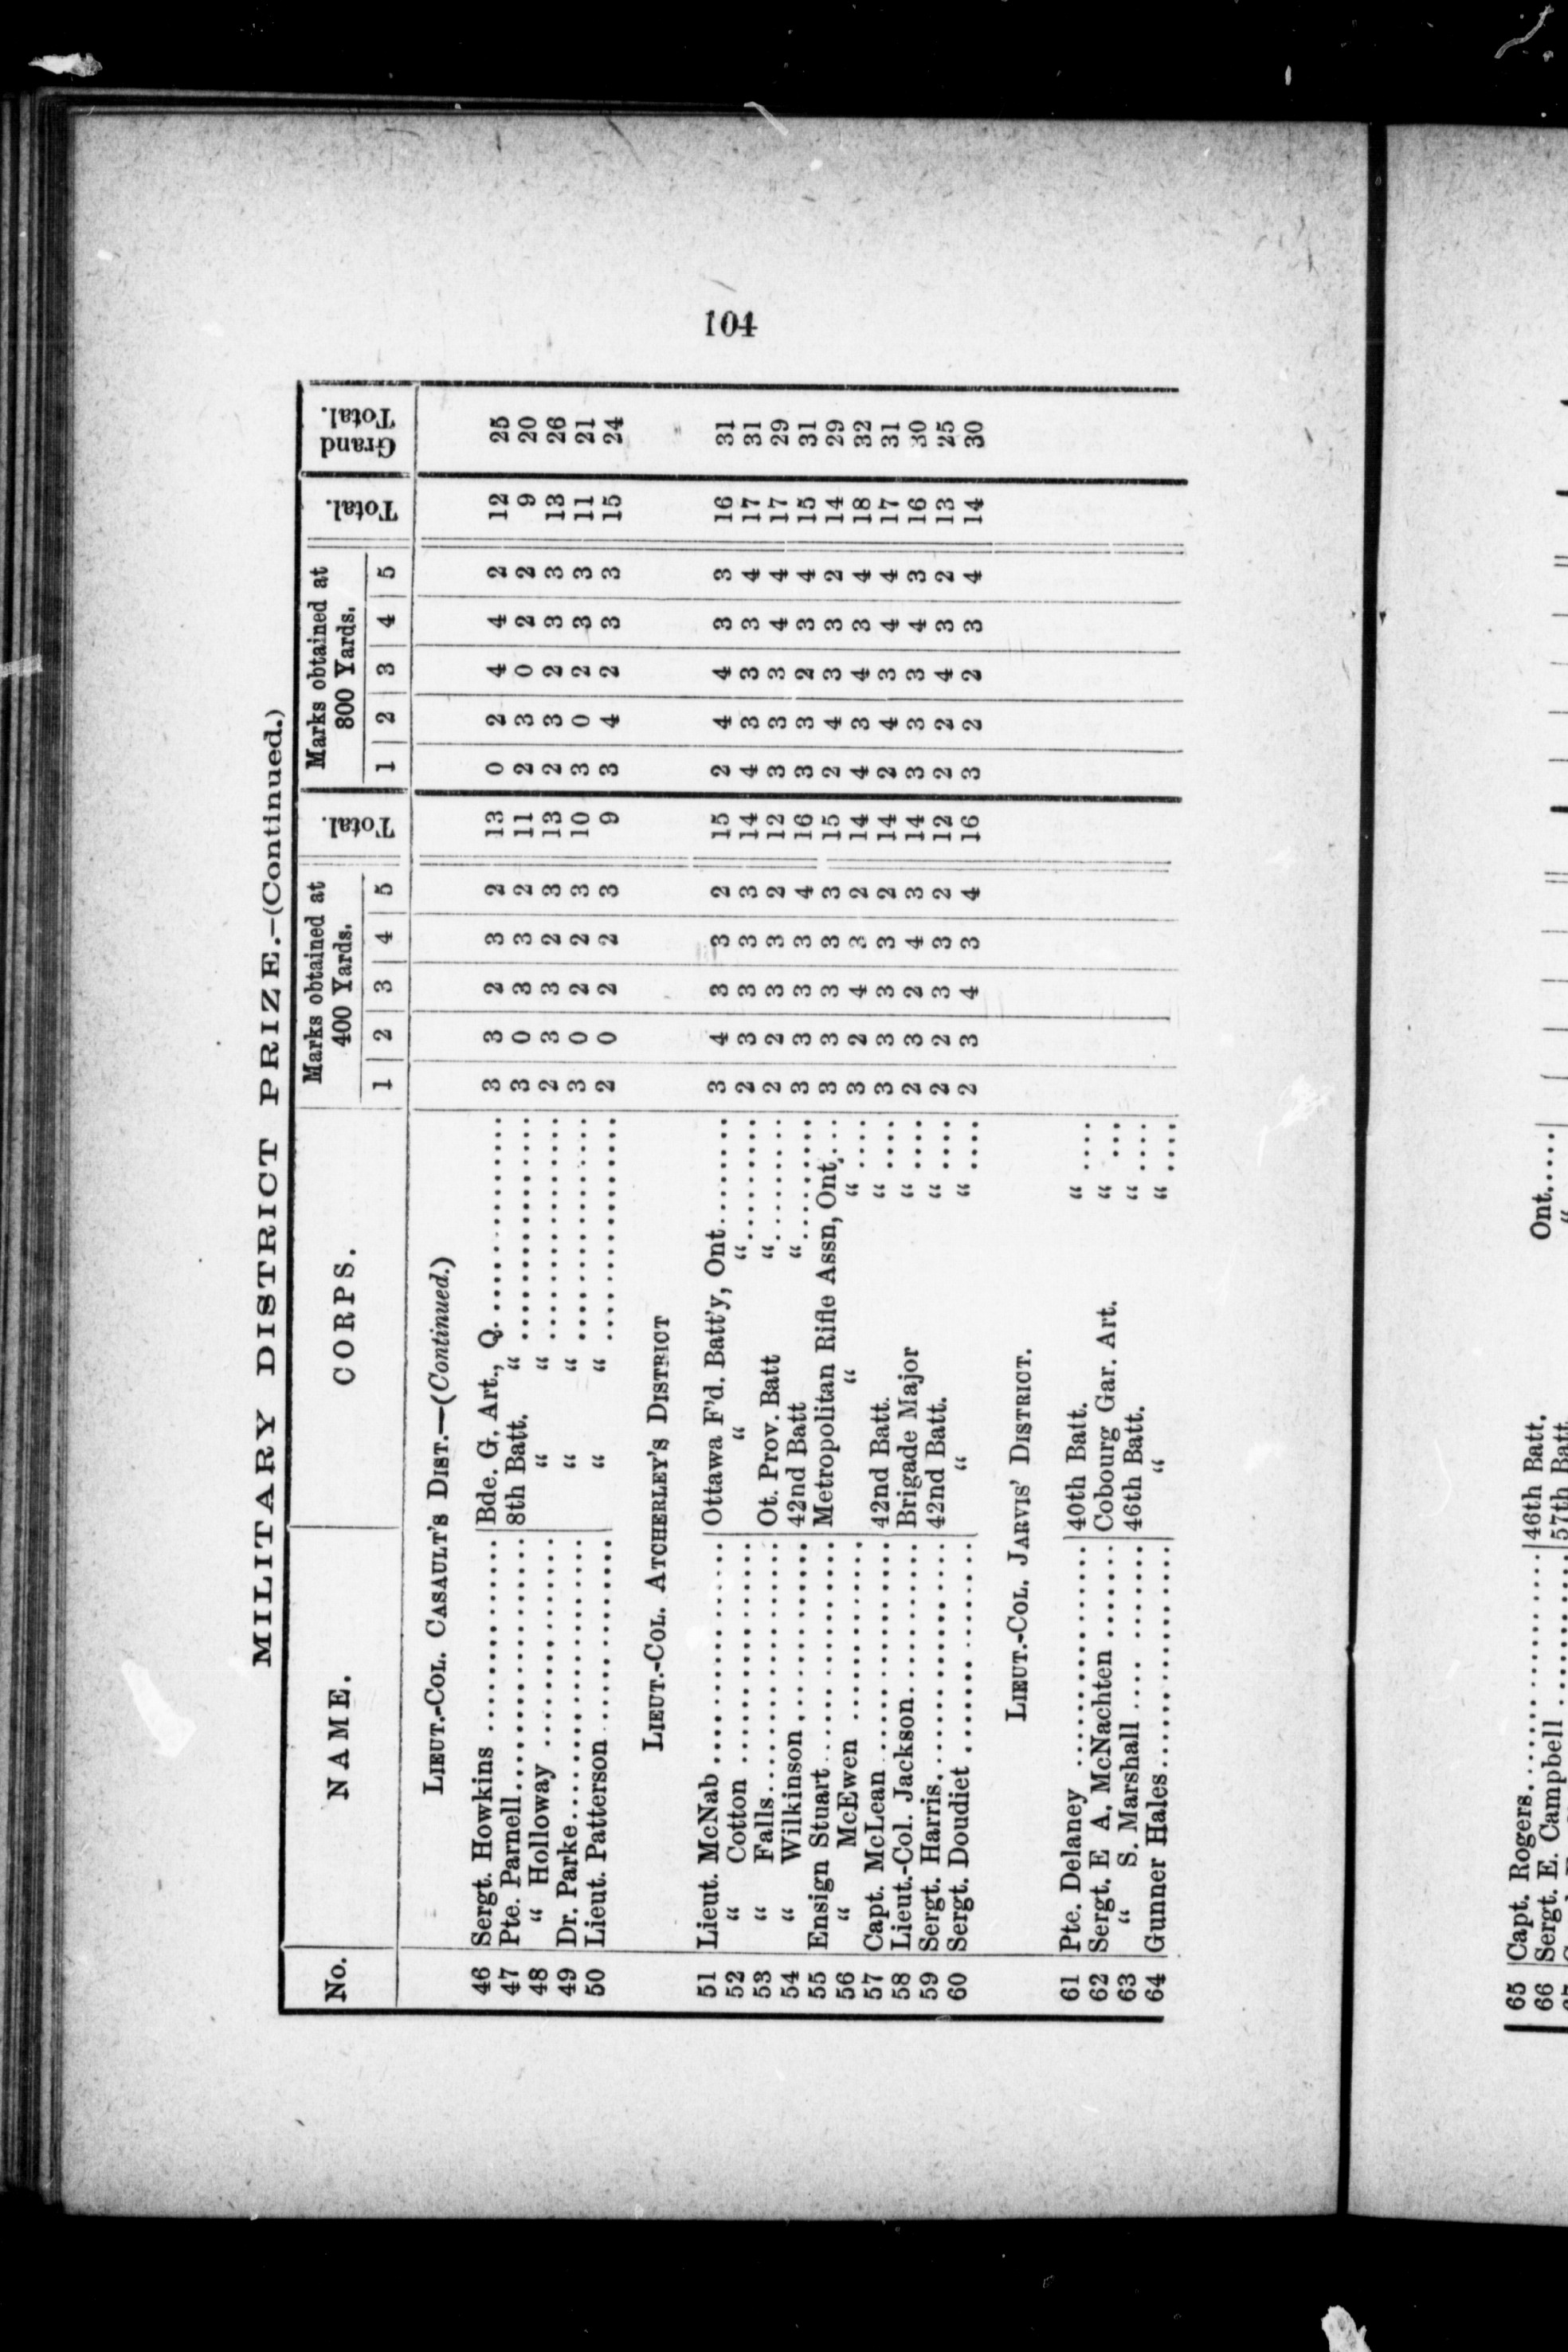 104
MILITARY DISTRICT PRIZE.—(Continued.)
No. NAME. CORPS. Marks obtained at 400 Yards. Total. Marks obtained at 800 Yards. Total. Grand Total.
1 2 3 4 5 1 2 3 4 5
LIEUT.-COL. CASAULT'S DIST.—(Continued.)
46 Sergt. Howkins ........ Bde. G, Art., Q. ........ 3 3 2 3 2 13 0 2 4 4 2 12 25
47 Pte. Parnell ........ 8th Batt. “ ........ 3 0 3 3 2 11 2 3 0 2 2 9 20
48 “ Holloway ........ “ “ ........ 2 3 3 2 3 13 2 3 2 3 3 13 26
49 Dr. Parke ........ “ “ ........ 3 0 2 2 3 10 3 0 2 3 3 11 21
50 Lieut. Patterson ........ “ “ ........ 2 0 2 2 3 9 3 4 2 3 3 15 24
LIEUT.-COL. ATCHERLEY'S DISTRICT
51 Lieut. McNab ........ Ottawa F'd. Batt'y, Ont ........ 3 4 3 3 2 15 2 4 4 3 3 16 31
52 “ Cotton ........ “ “ ........ 2 3 3 3 3 14 4 3 3 3 4 17 31
53 “ Falls ........ Ot. Prov. Batt “ ........ 2 2 3 3 2 12 3 3 3 4 4 17 29
54 “ Wilkinson ........ 42nd Batt “ ........ 3 3 3 3 4 16 3 3 2 3 4 15 31
55 Ensign Stuart ........ Metropolitan Rifle Assn, Ont, ... 3 3 3 3 3 15 2 4 3 3 2 14 29
56 “ McEwen ........ “ “ .... 3 2 4 3 2 14 4 3 4 3 4 18 32
57 Capt. McLean ........ 42nd Batt. “ .... 3 3 3 3 2 14 2 4 3 4 4 17 31
58 Lieut.-Col. Jackson ........ Brigade Major “ .... 2 3 2 4 3 14 3 3 3 4 3 16 30
59 Sergt. Harris ........ 42nd Batt. “ .... 2 2 3 3 2 12 2 2 4 3 2 13 25
60 Sergt. Doudiet ........ “ “ .... 2 3 4 3 4 16 3 2 2 3 4 14 30
LIEUT.-COL. JARVIS' DISTRICT.
61 Pte. Delaney ........ 40th Batt. “ ....
62 Sergt. E A. McNachten ........ Cobourg Gar. Art. “ ...
63 “ S. Marshall ........ 46th Batt. “ ....
64 Gunner Hales ........ “ “ ....
65 Capt. Rogers ........ 46th Batt. Ont.....
66 Sergt. E. Campbell ........ 57th Batt. “